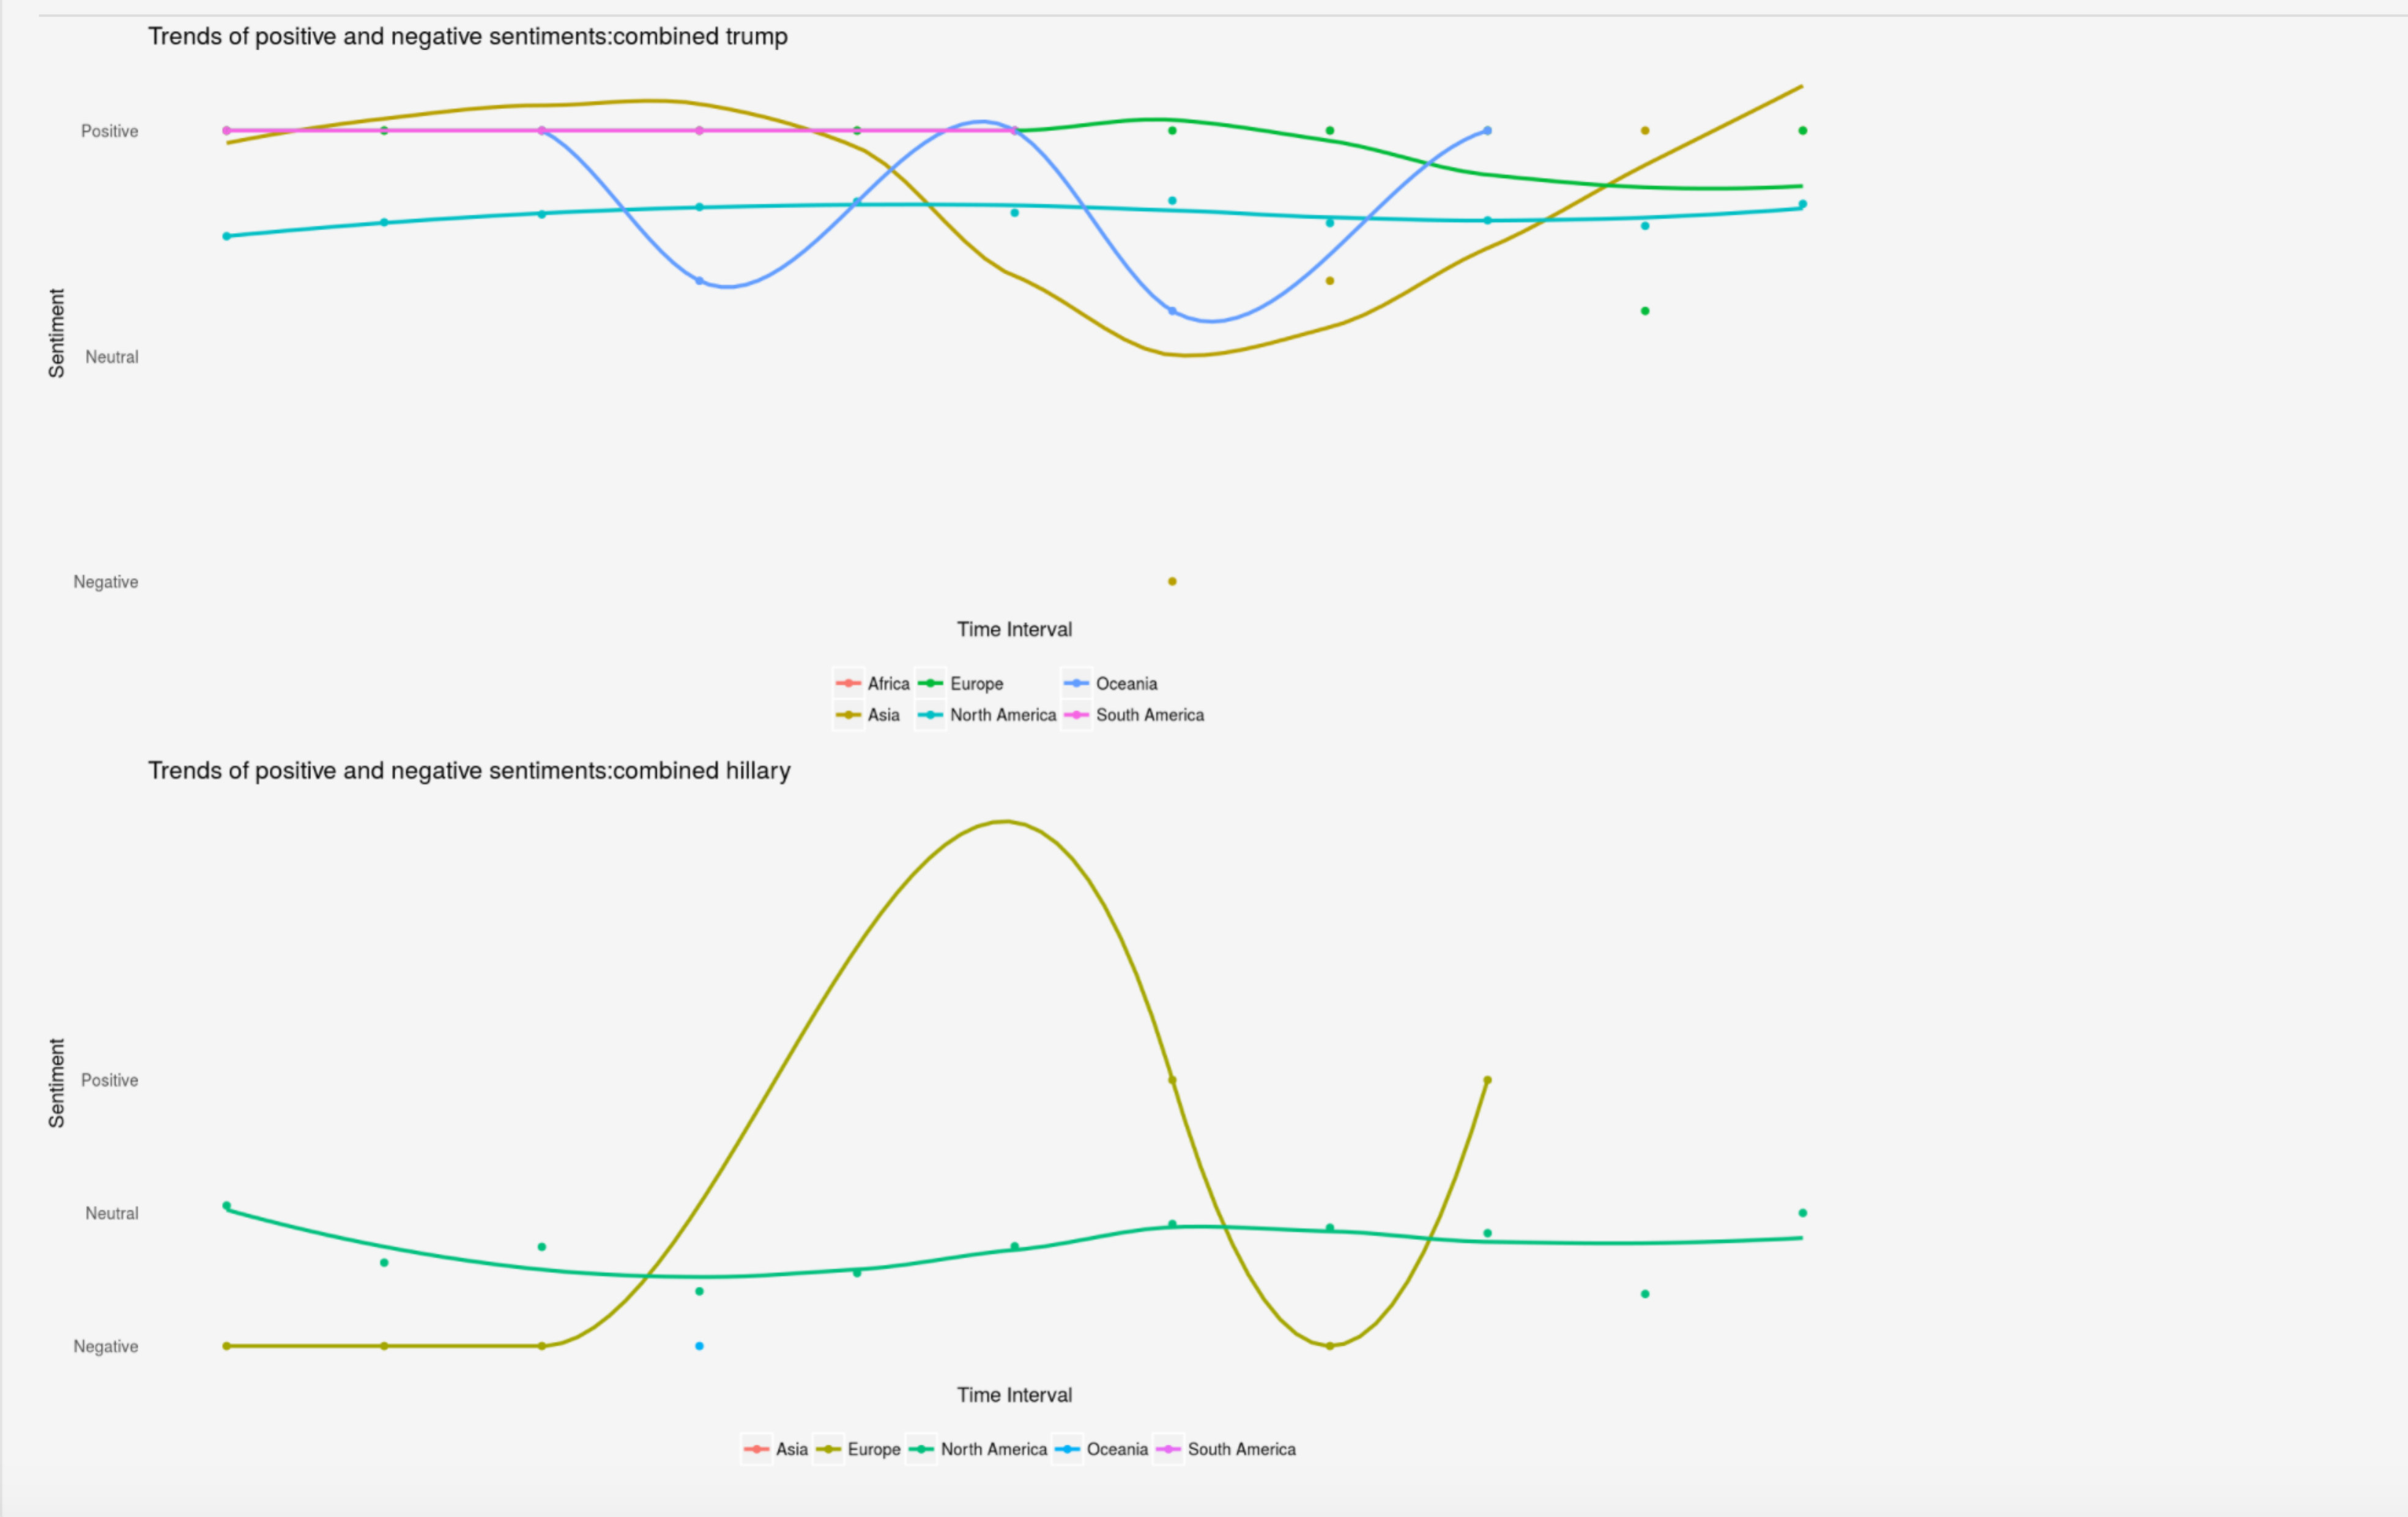 Trends of positive and negative sentiments:combined trump
Positive
Sentiment
Neutral
Negative
Time Interval
Africa Europe Oceania
Asia North America South America
Trends of positive and negative sentiments:combined hillary
Positive
Sentiment
Neutral
Negative
Time Interval
Asia Europe North America Oceania South America